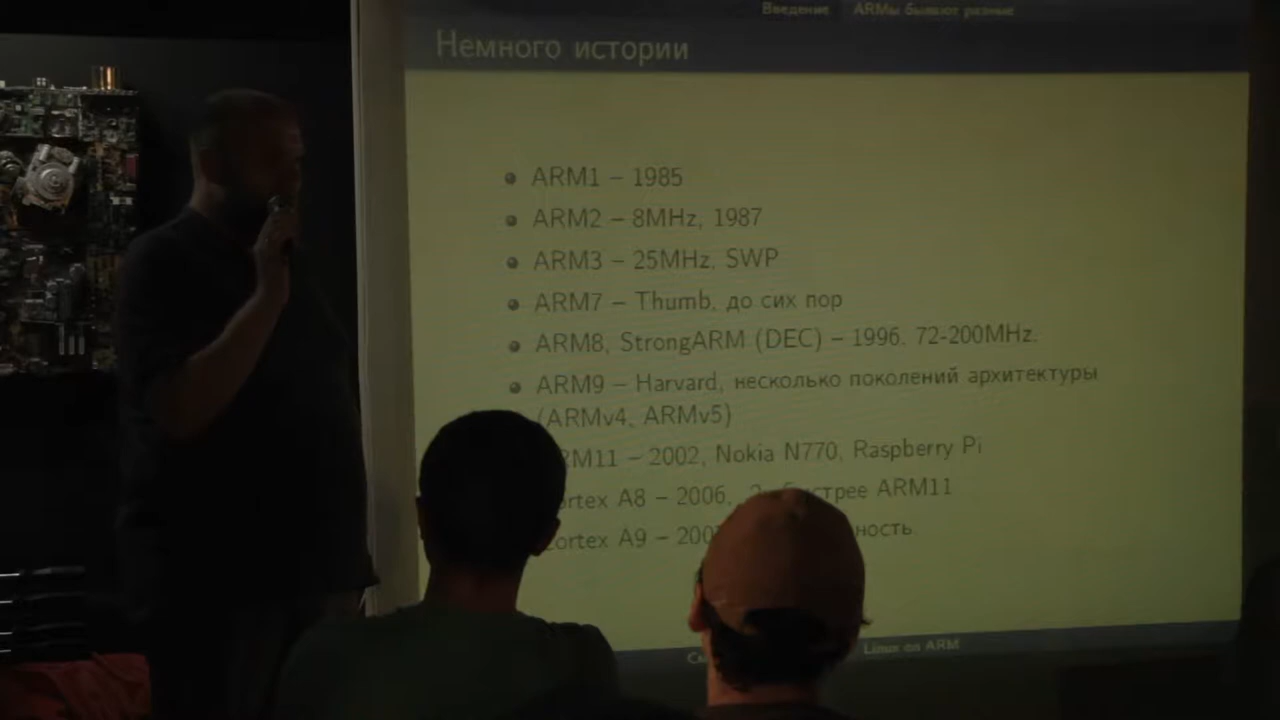 Введение ARMы бывают разные
Немного истории
ARM1 – 1985
ARM2 – 8MHz, 1987
ARM3 – 25MHz, SWP
ARM7 – Thumb, до сих пор
ARM8, StrongARM (DEC) – 1996. 72-200MHz.
ARM9 – Harvard, несколько поколений архитектуры
(ARMv4, ARMv5)
RM11 – 2002, Nokia N770, Raspberry Pi
ortex A8 – 2006, ARM11
Cortex A9 –
Linux on ARM